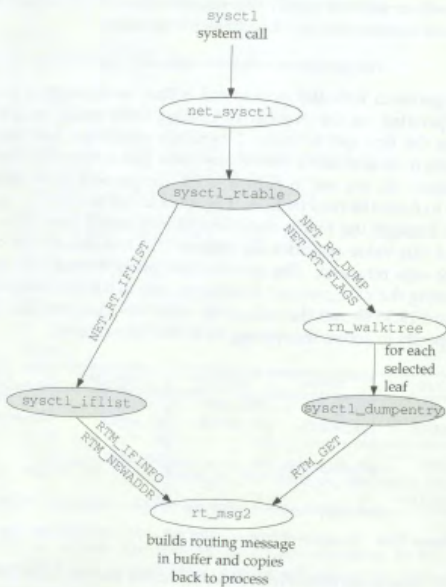 sysctl
system call
net_sysctl
sysctl_rtable
NET_RT_IFLIST
NET_RT_DUMP
NET_RT_FLAGS
rn_walktree
for each
selected
leaf
sysctl_iflist
sysctl_dumpentry
RTM_IFINFO
RTM_NEWADDR
RTM_GET
rt_msg2
builds routing message
in buffer and copies
back to process